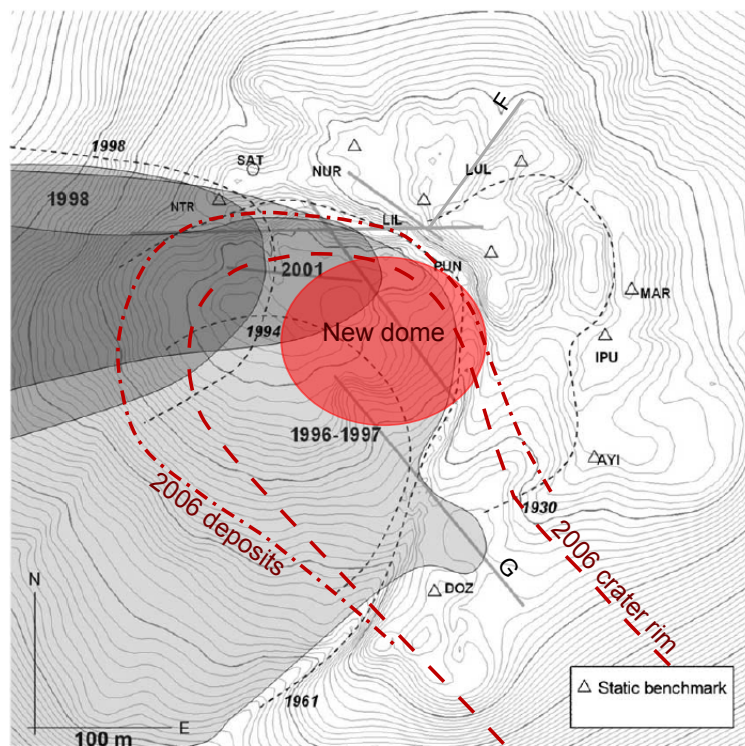 F
1998
SAT
NUR
LUL
1998
NTR
LIL
PUN
2001
MAR
New dome
1994
IPU
1996-1997
AYI
2006 deposits
1930
2006 crater rim
G
N
DOZ
Static benchmark
1961
E
100 m